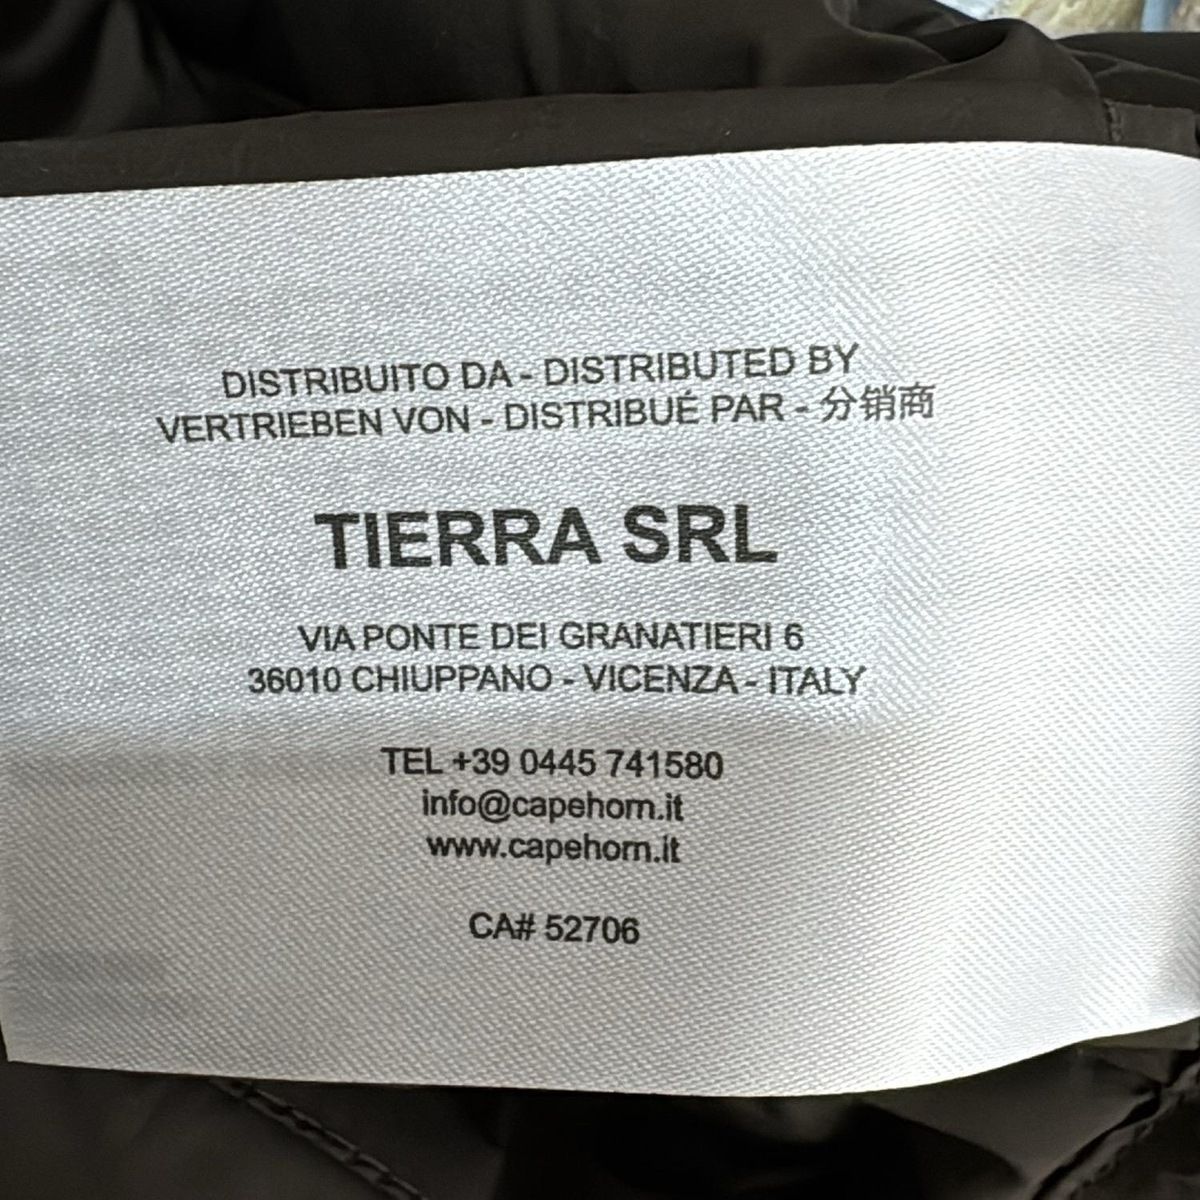 DISTRIBUITO DA - DISTRIBUTED BY
VERTRIEBEN VON - DISTRIBUÉ PAR - 分销商
TIERRA SRL
VIA PONTE DEI GRANATIERI 6
36010 CHIUPPANO - VICENZA - ITALY
TEL +39 0445 741580
info@capehorn.it
www.capehorn.it
CA# 52706